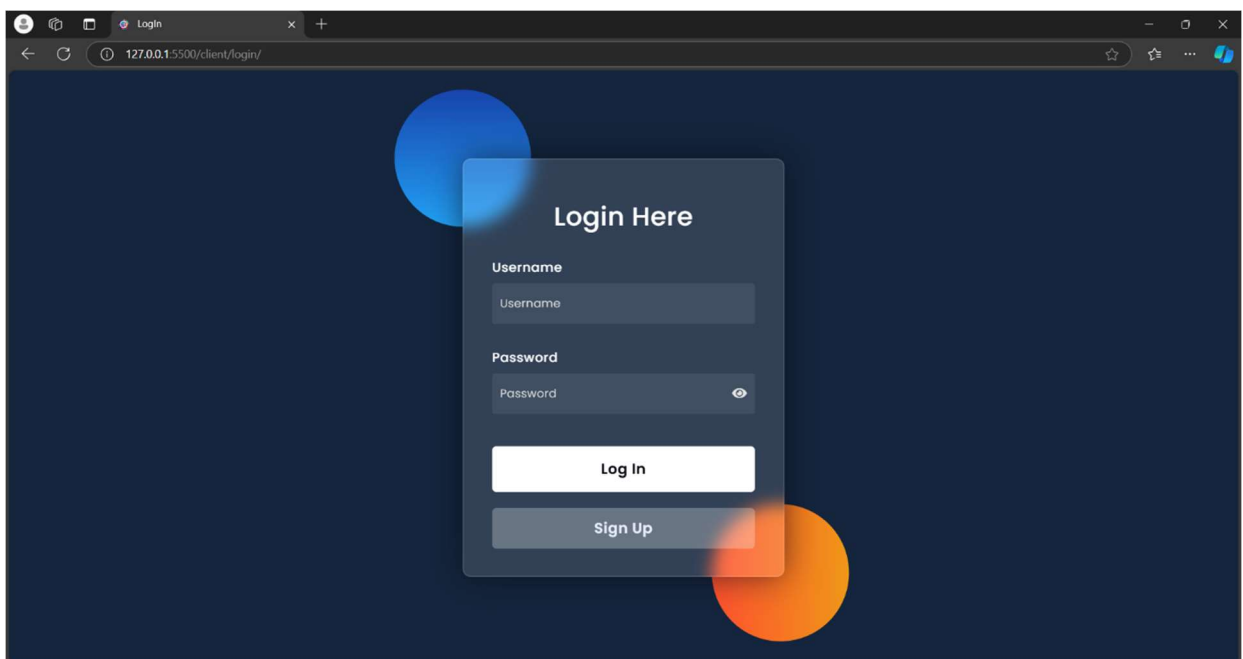 LogIn
127.0.0.1:5500/client/login/
Login Here
Username
Username
Password
Password
Log In
Sign Up